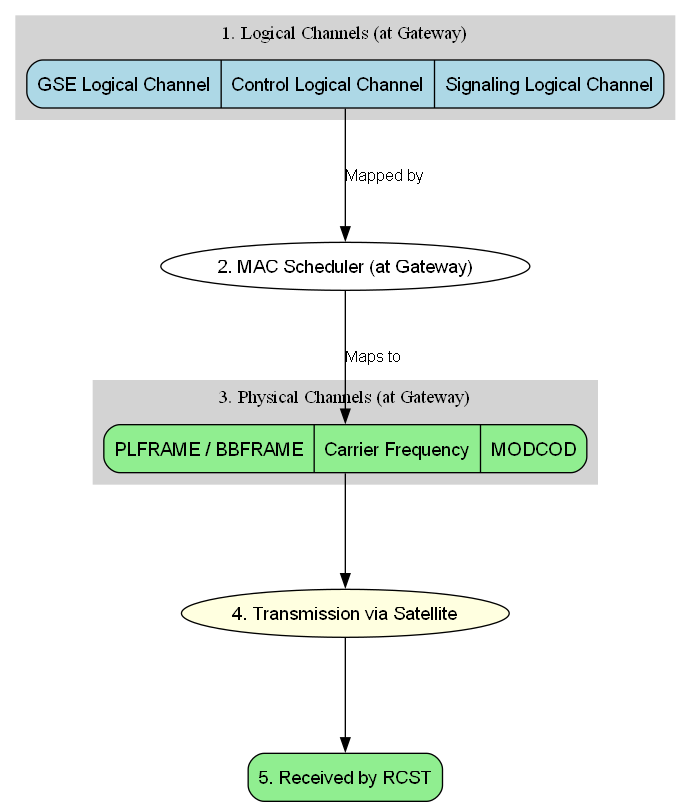 1. Logical Channels (at Gateway)
GSE Logical Channel
Control Logical Channel
Signaling Logical Channel
Mapped by
2. MAC Scheduler (at Gateway)
Maps to
3. Physical Channels (at Gateway)
PLFRAME / BBFRAME
Carrier Frequency
MODCOD
4. Transmission via Satellite
5. Received by RCST